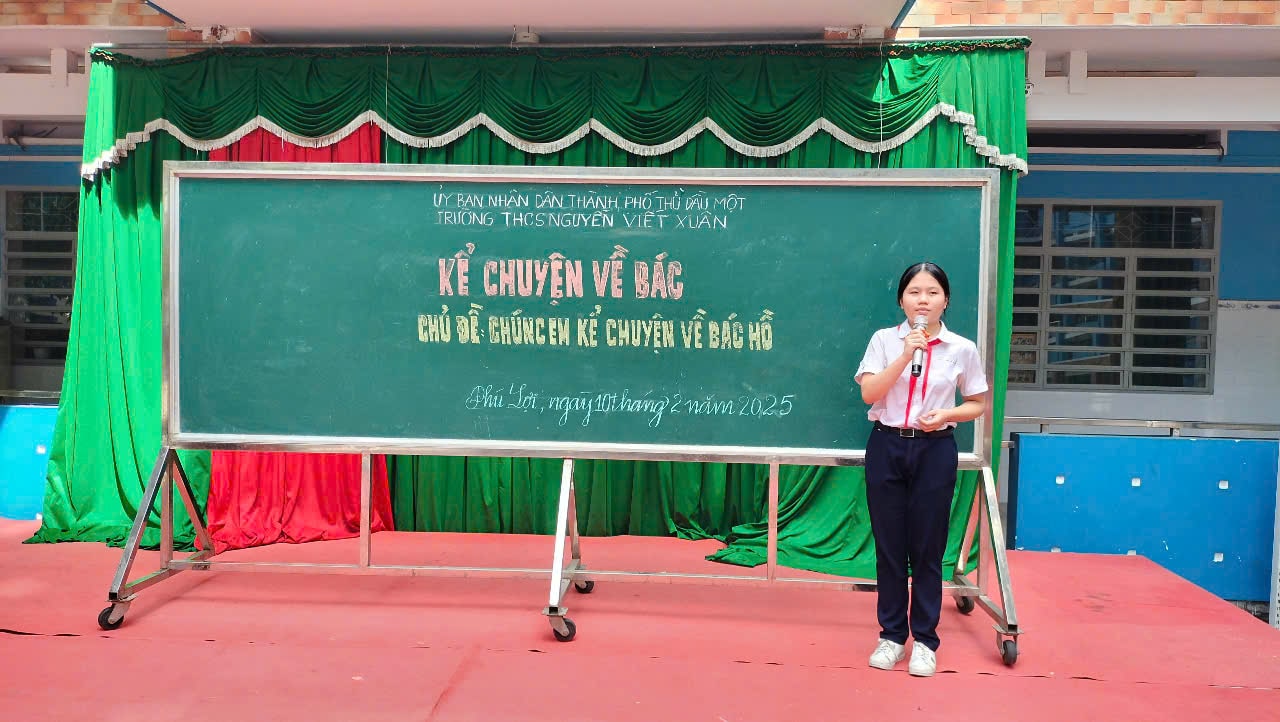 ỦY BAN NHÂN DÂN THÀNH PHỐ THỦ DẦU MỘT
TRƯỜNG THCS NGUYỄN VIẾT XUÂN
KỂ CHUYỆN VỀ BÁC
CHỦ ĐỀ: CHÚNG EM KỂ CHUYỆN VỀ BÁC HỒ
Phú Lợi, ngày 10 tháng 2 năm 2025